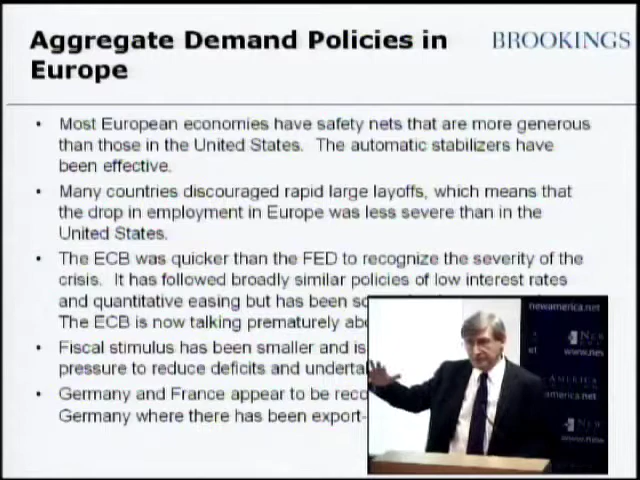 Aggregate Demand Policies in
Europe
BROOKINGS
• Most European economies have safety nets that are more generous
than those in the United States. The automatic stabilizers have
been effective.
• Many countries discouraged rapid large layoffs, which means that
the drop in employment in Europe was less severe than in the
United States.
• The ECB was quicker than the FED to recognize the severity of the
crisis. It has followed broadly similar policies of low interest rates
and quantitative easing but has been
The ECB is now talking prematurely
• Fiscal stimulus has been smaller and is
pressure to reduce deficits and
• Germany and France appear to be
Germany where there has been export-
newamerica.net
NEW
www.
AMERICA
america.net
www.